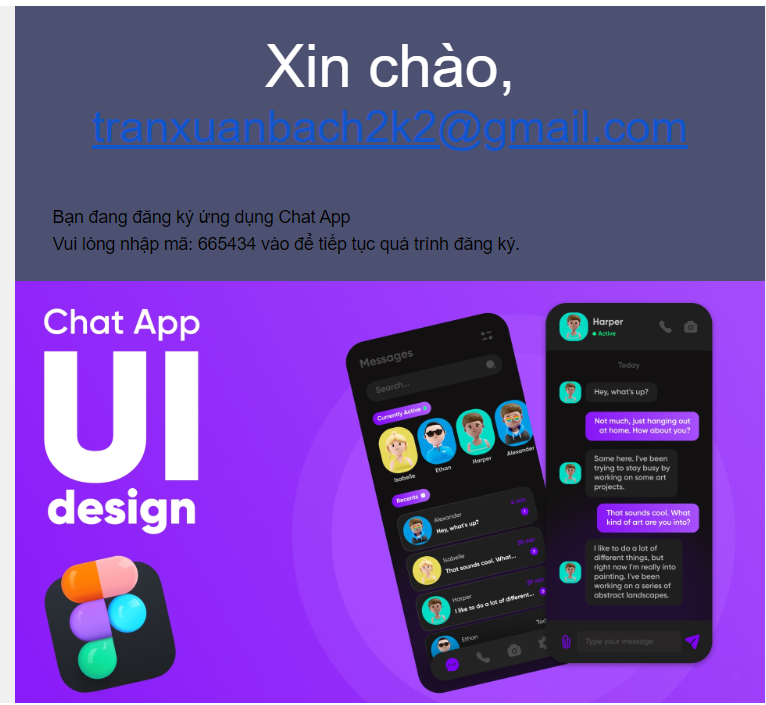 Xin chào,
tranxuanbach2k2@gmail.com
Bạn đang đăng ký ứng dụng Chat App
Vui lòng nhập mã: 665434 vào để tiếp tục quá trình đăng ký.
Chat App
UI
design
Messages
Search...
Currently Active
Isabelle
Ethan
Harper
Alexander
Recents
Alexander
4 min
Hey, what's up?
1
Isabelle
That sounds cool. What...
Harper
I like to do a lot of different...
Ethan
Harper
Active
Today
Hey, what's up?
Not much, just hanging out
at home. How about you?
Same here. I've been
trying to stay busy by
working on some art
projects.
That sounds cool. What
kind of art are you into?
I like to do a lot of
different things, but
right now I'm really into
painting. I've been
working on a series of
abstract landscapes.
Type your message